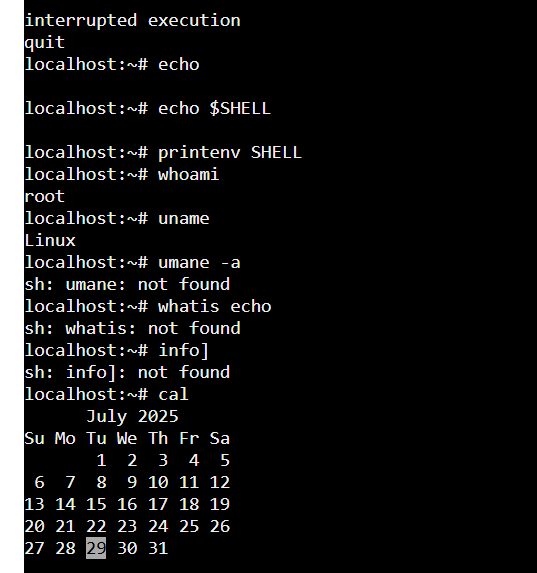 interrupted execution
quit
localhost:~# echo

localhost:~# echo $SHELL

localhost:~# printenv SHELL
localhost:~# whoami
root
localhost:~# uname
Linux
localhost:~# umane -a
sh: umane: not found
localhost:~# whatis echo
sh: whatis: not found
localhost:~# info]
sh: info]: not found
localhost:~# cal
      July 2025
Su Mo Tu We Th Fr Sa
       1  2  3  4  5
 6  7  8  9 10 11 12
13 14 15 16 17 18 19
20 21 22 23 24 25 26
27 28 29 30 31